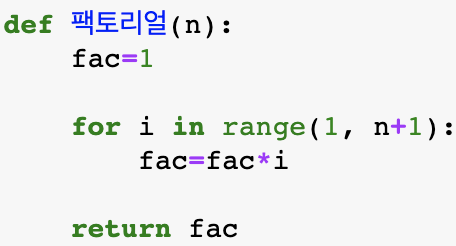 def 팩토리얼(n):
    fac=1
    for i in range(1, n+1):
        fac=fac*i
    return fac